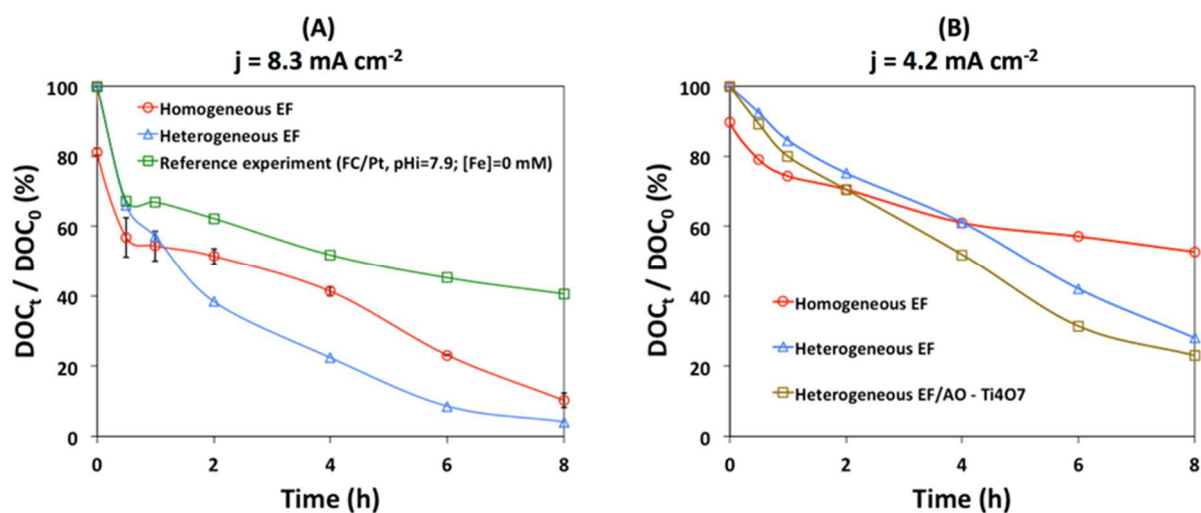 (A)
j = 8.3 mA cm⁻²
DOCₜ / DOC₀ (%)
100
80
60
40
20
0
Homogeneous EF
Heterogeneous EF
Reference experiment (FC/Pt, pHi=7.9; [Fe]=0 mM)
0 2 4 6 8
Time (h)
(B)
j = 4.2 mA cm⁻²
DOCₜ / DOC₀ (%)
100
80
60
40
20
0
Homogeneous EF
Heterogeneous EF
Heterogeneous EF/AO - Ti4O7
0 2 4 6 8
Time (h)